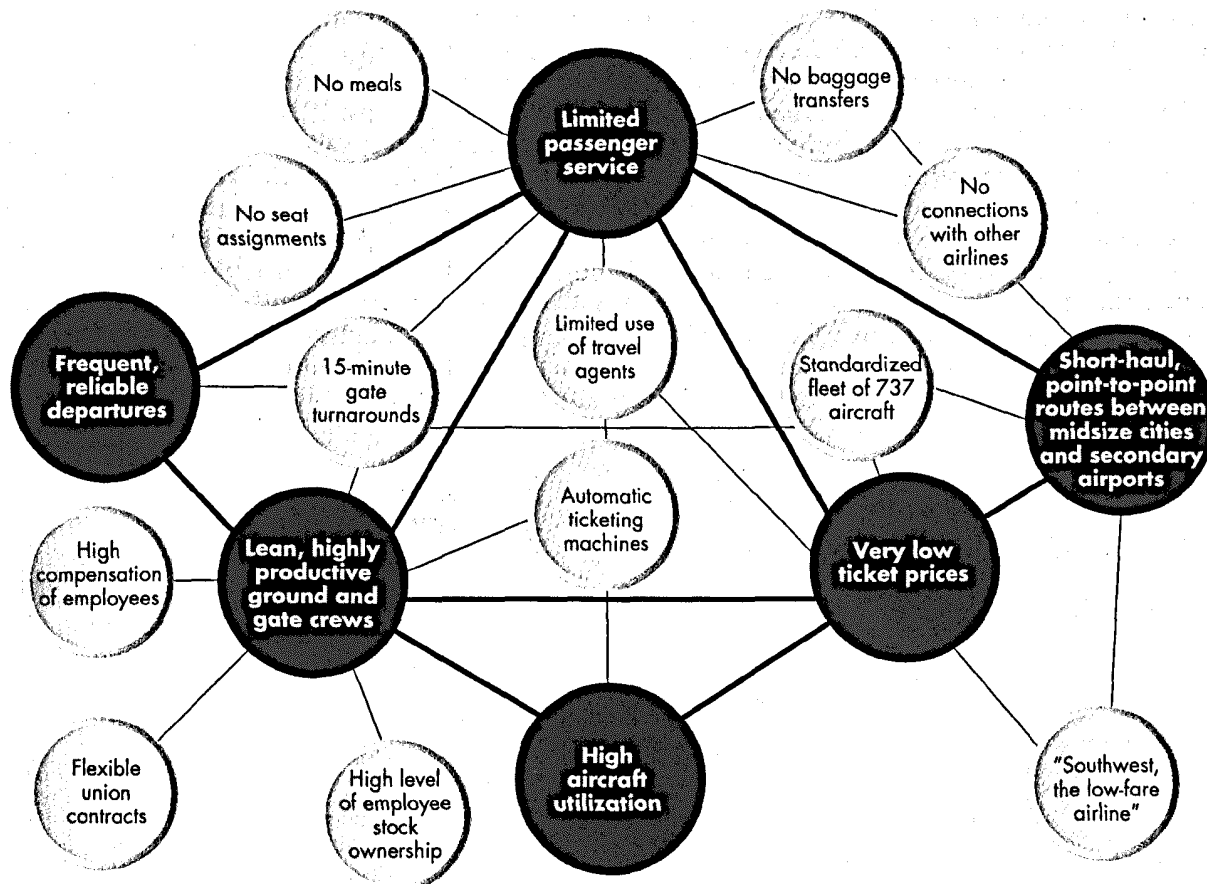 No meals
Limited
passenger
service
No baggage
transfers
No seat
assignments
No
connections
with other
airlines
Frequent,
reliable
departures
15-minute
gate
turnarounds
Limited use
of travel
agents
Standardized
fleet of 737
aircraft
Short-haul,
point-to-point
routes between
midsize cities
and secondary
airports
High
compensation
of employees
Lean, highly
productive
ground and
gate crews
Automatic
ticketing
machines
Very low
ticket prices
Flexible
union
contracts
High level
of employee
stock
ownership
High
aircraft
utilization
"Southwest,
the low-fare
airline"